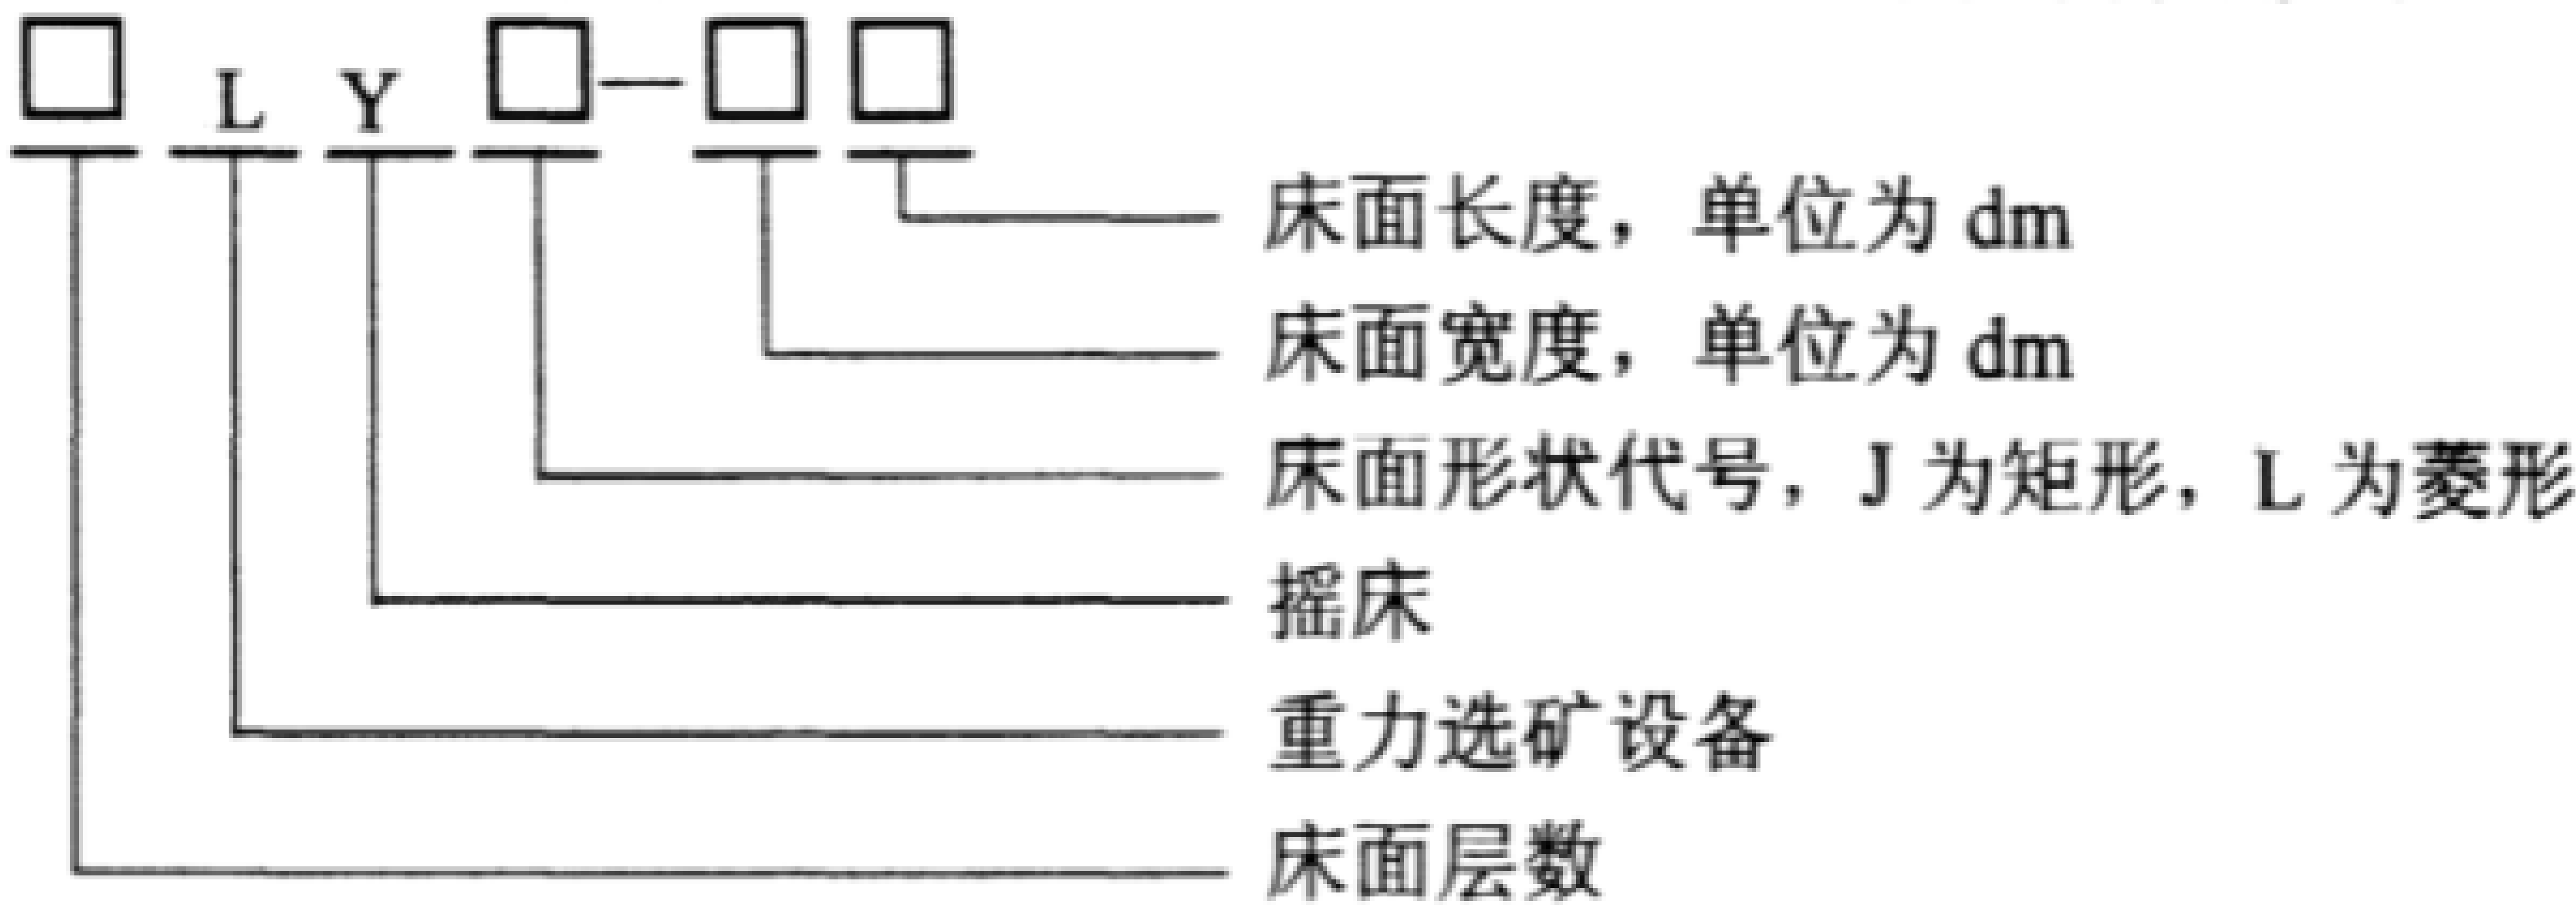 □ L Y □—□ □
床面长度，单位为 dm
床面宽度，单位为 dm
床面形状代号，J 为矩形，L 为菱形
摇床
重力选矿设备
床面层数